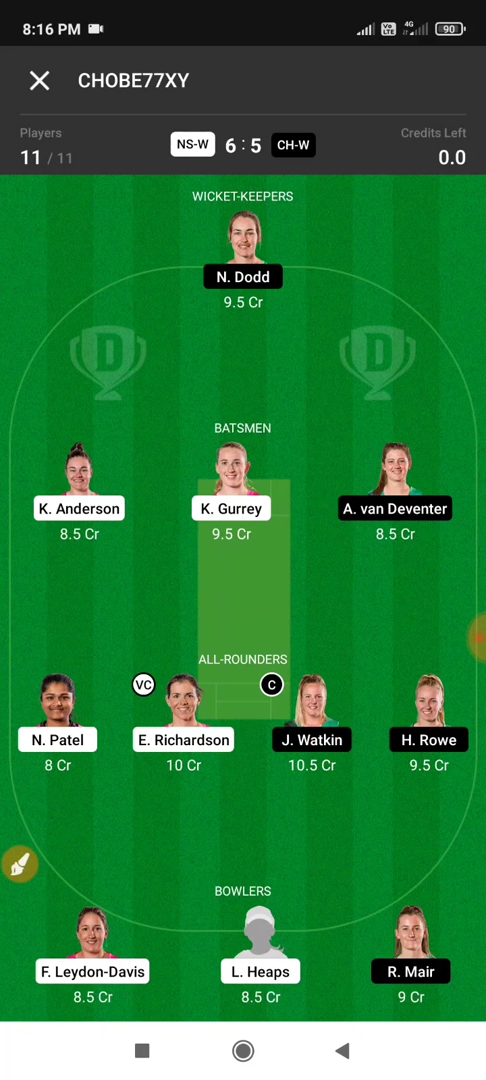 8:16 PM
Vo LTE
4G
90
CHOBE77XY
Players
Credits Left
11 / 11
NS-W 6 : 5 CH-W
0.0
WICKET-KEEPERS
N. Dodd
9.5 Cr
D D
BATSMEN
K. Anderson K. Gurrey A. van Deventer
8.5 Cr 9.5 Cr 8.5 Cr
ALL-ROUNDERS
VC C
N. Patel E. Richardson J. Watkin H. Rowe
8 Cr 10 Cr 10.5 Cr 9.5 Cr
BOWLERS
F. Leydon-Davis L. Heaps R. Mair
8.5 Cr 8.5 Cr 9 Cr